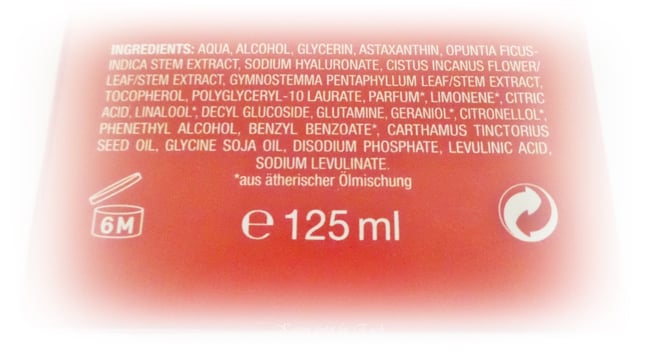 INGREDIENTS: AQUA, ALCOHOL, GLYCERIN, ASTAXANTHIN, OPUNTIA FICUS-
INDICA STEM EXTRACT, SODIUM HYALURONATE, CISTUS INCANUS FLOWER/
LEAF/STEM EXTRACT, GYMNOSTEMMA PENTAPHYLLUM LEAF/STEM EXTRACT,
TOCOPHEROL, POLYGLYCERYL-10 LAURATE, PARFUM*, LIMONENE*, CITRIC
ACID, LINALOOL*, DECYL GLUCOSIDE, GLUTAMINE, GERANIOL*, CITRONELLOL*,
PHENETHYL ALCOHOL, BENZYL BENZOATE*, CARTHAMUS TINCTORIUS
SEED OIL, GLYCINE SOJA OIL, DISODIUM PHOSPHATE, LEVULINIC ACID,
SODIUM LEVULINATE.
*aus ätherischer Ölmischung
6M
℮ 125 ml